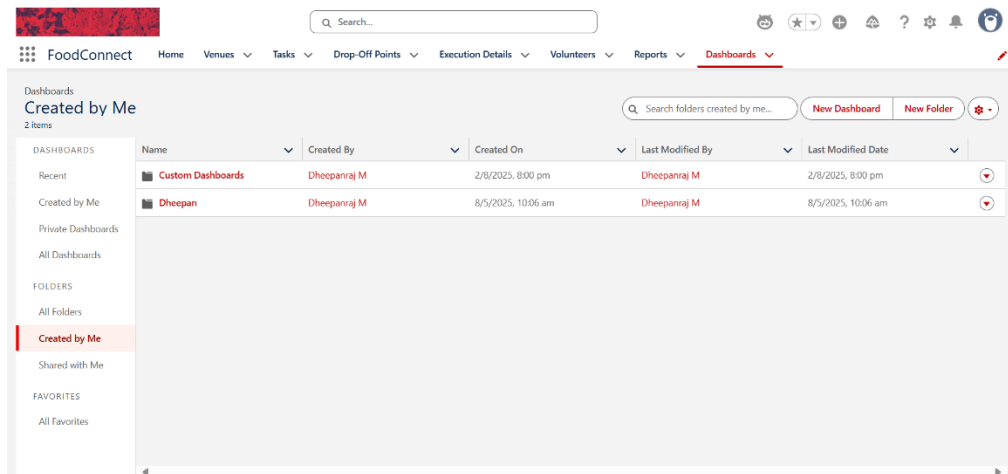 Search...
FoodConnect Home Venues Tasks Drop-Off Points Execution Details Volunteers Reports Dashboards
Dashboards
Created by Me
2 items
Search folders created by me...
New Dashboard
New Folder
DASHBOARDS
Recent
Created by Me
Private Dashboards
All Dashboards
FOLDERS
All Folders
Created by Me
Shared with Me
FAVORITES
All Favorites
Name Created By Created On Last Modified By Last Modified Date
Custom Dashboards Dheepanraj M 2/8/2025, 8:00 pm Dheepanraj M 2/8/2025, 8:00 pm
Dheepan Dheepanraj M 8/5/2025, 10:06 am Dheepanraj M 8/5/2025, 10:06 am